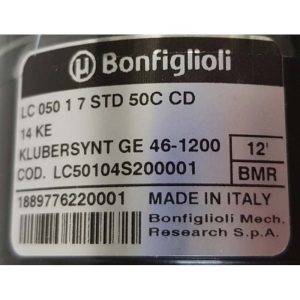 Bonfiglioli
LC 050 1 7 STD 50C CD
14 KE
KLUBERSYNT GE 46-1200
12'
COD. LC50104S200001
BMR
1889776220001
MADE IN ITALY
Bonfiglioli Mech.
Research S.p.A.